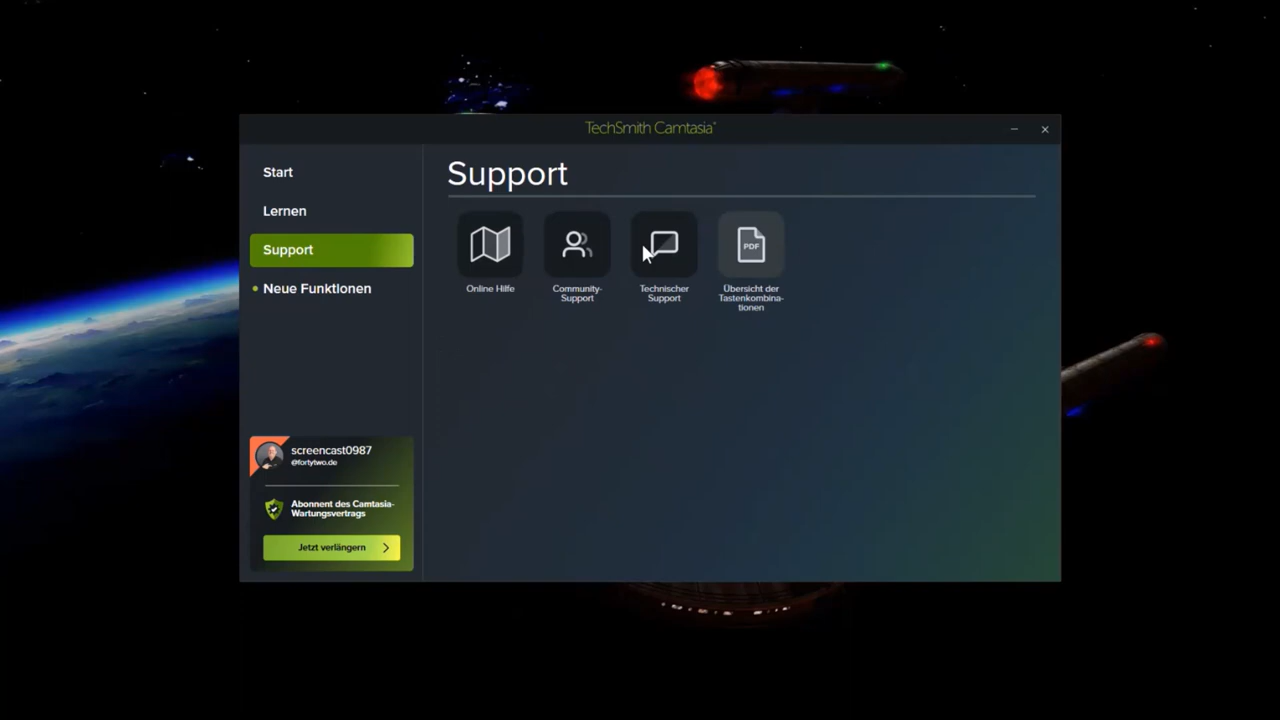 TechSmith Camtasia®
Start
Lernen
Support
Neue Funktionen
Support
Online Hilfe
Community-
Support
Technischer
Support
PDF
Übersicht der
Tastenkombina-
tionen
screencast0987
@fortytwo.de
Abonnent des Camtasia-
Wartungsvertrags
Jetzt verlängern